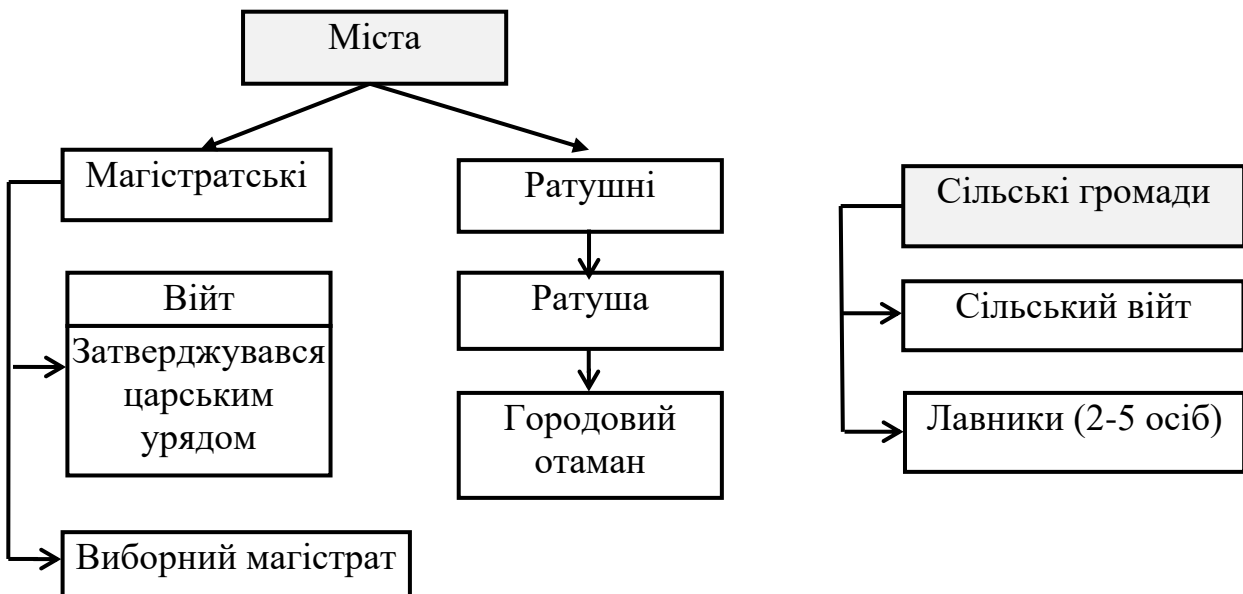 Міста
Магістратські
Ратушні
Сільські громади
Війт
Затверджувався
царським
урядом
Ратуша
Сільський війт
Городовий
отаман
Лавники (2-5 осіб)
Виборний магістрат